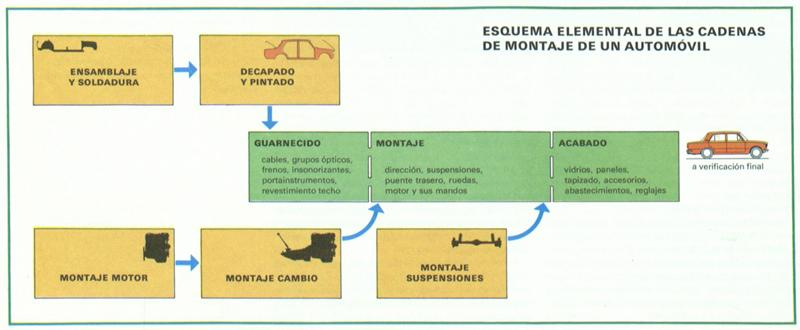 ESQUEMA ELEMENTAL DE LAS CADENAS
DE MONTAJE DE UN AUTOMÓVIL
ENSAMBLAJE
Y SOLDADURA
DECAPADO
Y PINTADO
GUARNECIDO
cables, grupos ópticos,
frenos, insonorizantes,
portainstrumentos,
revestimiento techo
MONTAJE
dirección, suspensiones,
puente trasero, ruedas,
motor y sus mandos
ACABADO
vidrios, paneles,
tapizado, accesorios,
abastecimientos, reglajes
a verificación final
MONTAJE MOTOR
MONTAJE CAMBIO
MONTAJE
SUSPENSIONES